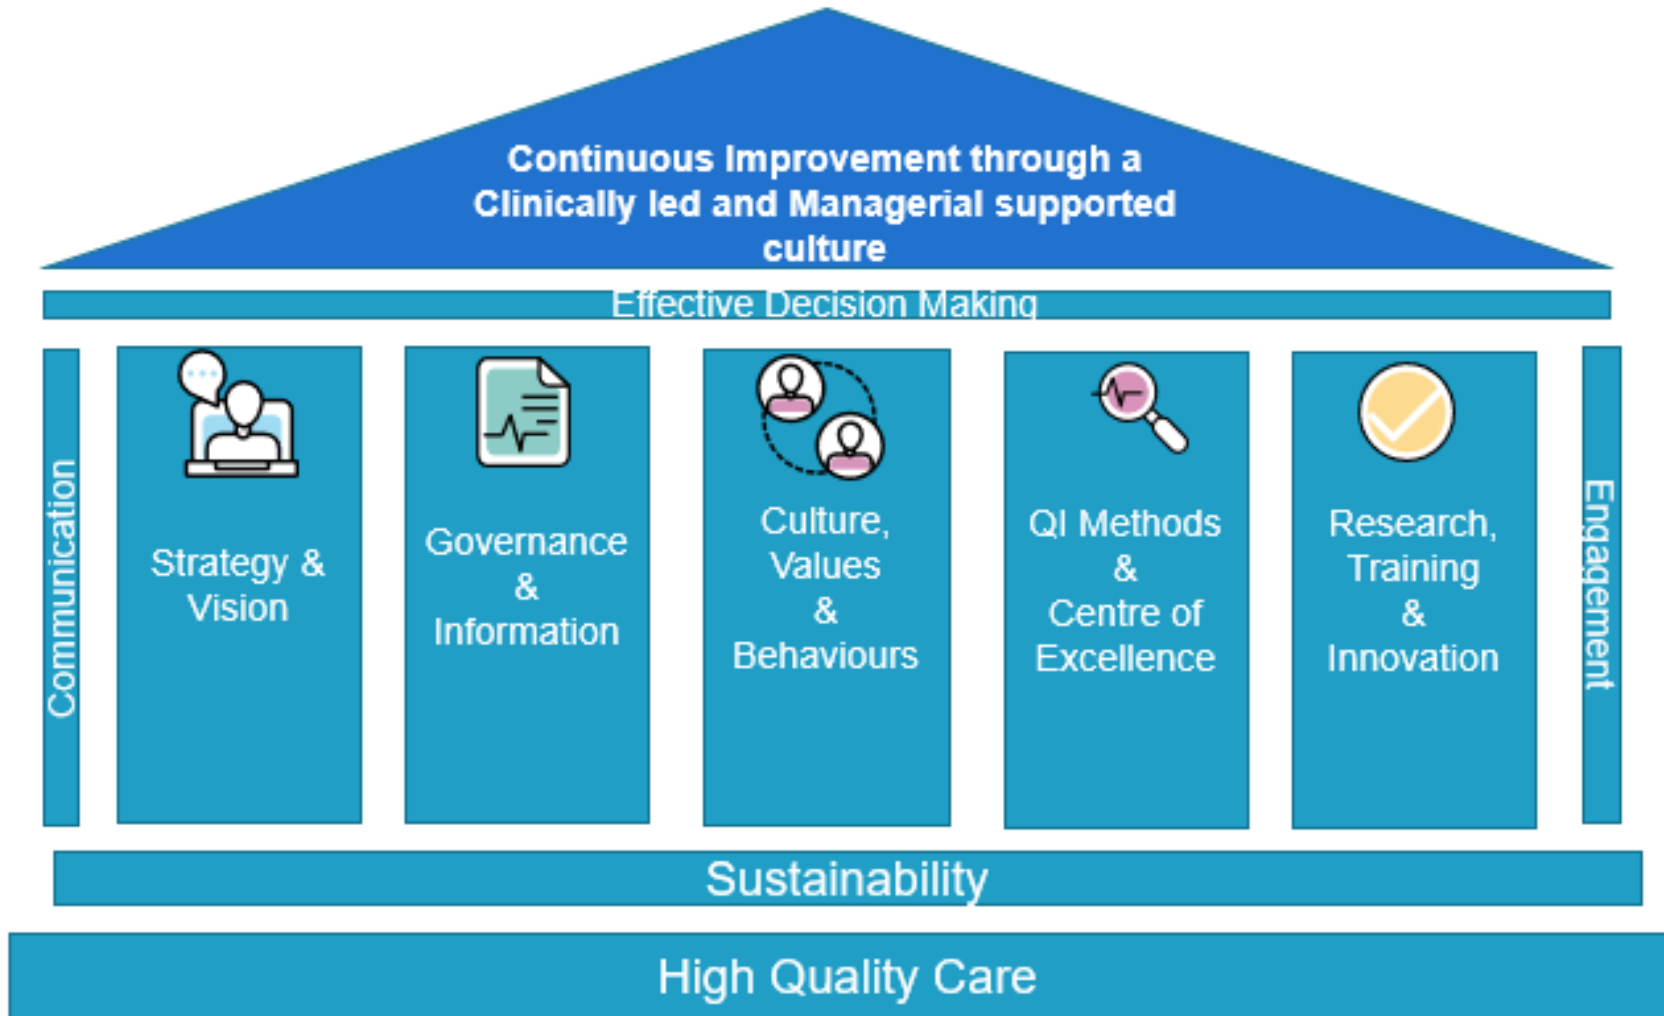 Continuous Improvement through a
Clinically led and Managerial supported
culture
Effective Decision Making
Communication
Strategy &
Vision
Governance
&
Information
Culture,
Values
&
Behaviours
QI Methods
&
Centre of
Excellence
Research,
Training
&
Innovation
Engagement
Sustainability
High Quality Care